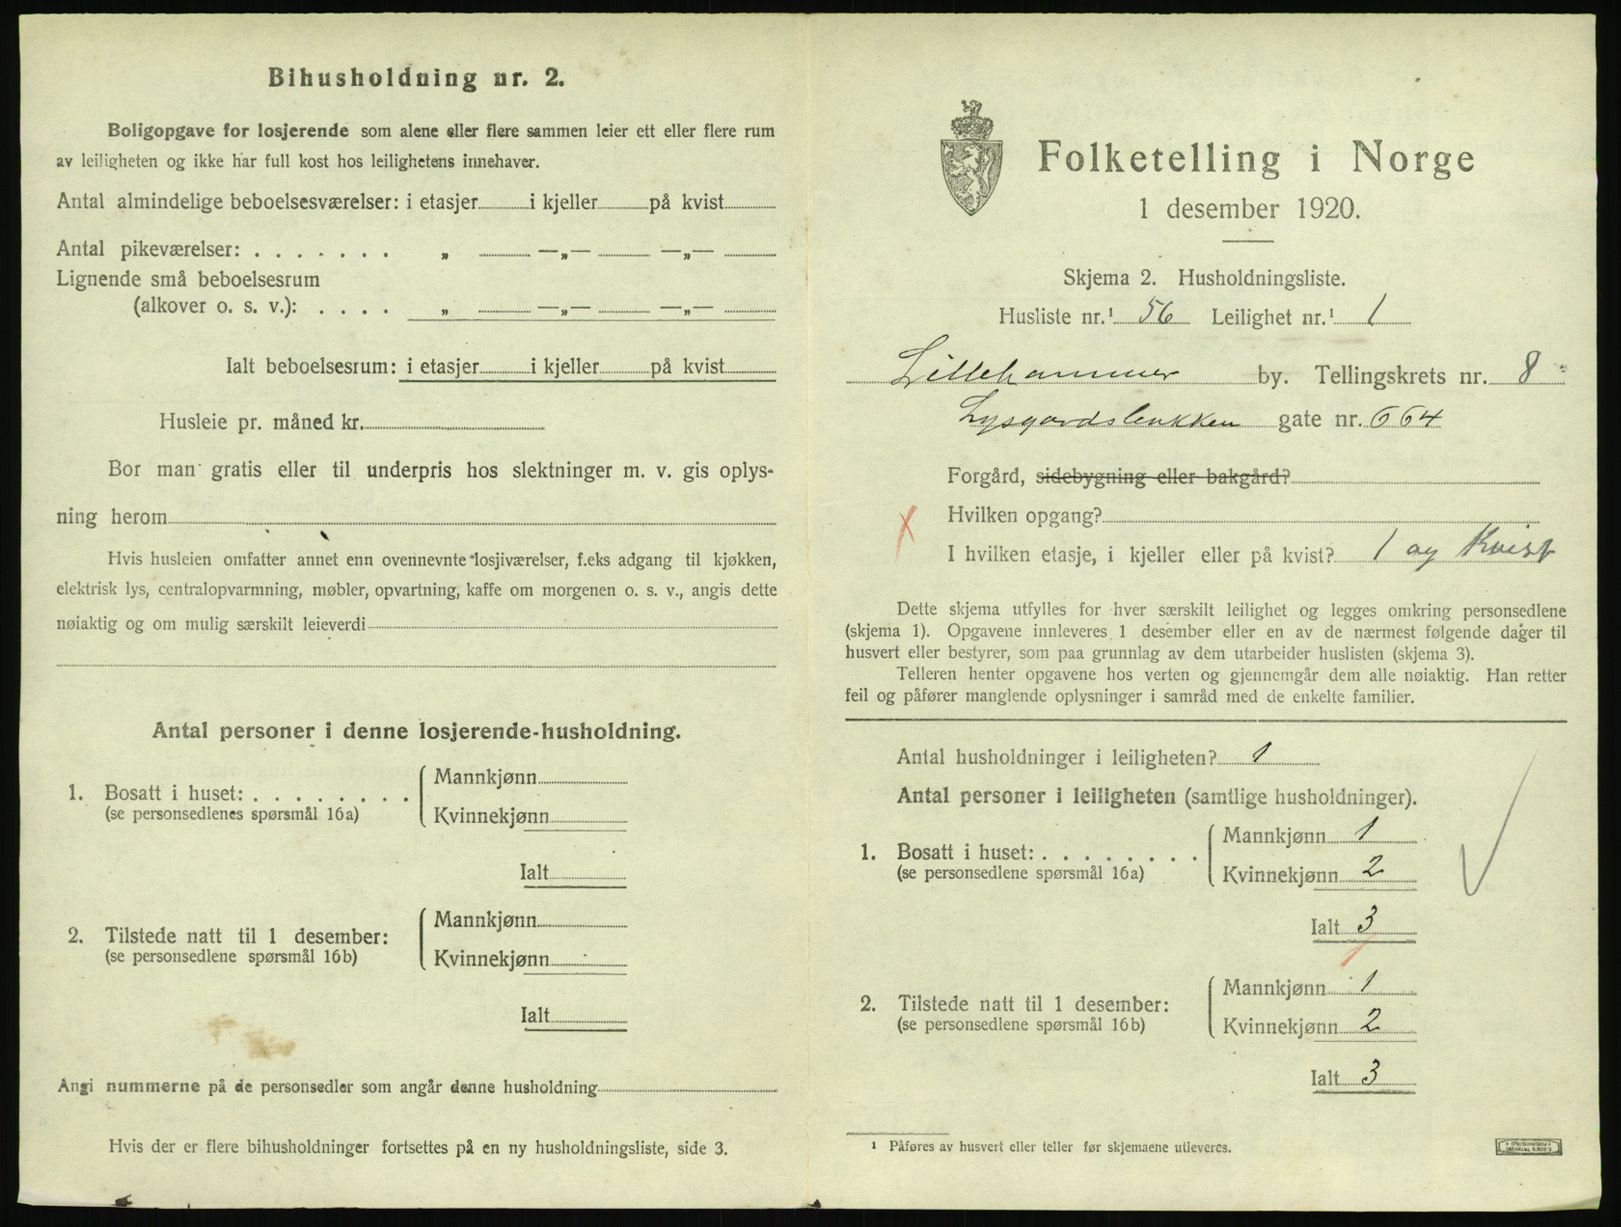 Bihusholdning nr. 2.
Boligopgave for losjerende som alene eller flere sammen leier ett eller flere rum
av leiligheten og ikke har full kost hos leilighetens innehaver.
Antal almindelige beboelsesværelser: i etasjer i kjeller på kvist
Antal pikeværelser: . . . . . . . „ —„— —„—
Lignende små beboelsesrum
(alkover o. s. v.): . . . . „ —„— —„—
Ialt beboelsesrum: i etasjer i kjeller på kvist
Husleie pr. måned kr.
Bor man gratis eller til underpris hos slektninger m. v. gis oplys-
ning herom
Hvis husleien omfatter annet enn ovennevnte losjiværelser, f.eks adgang til kjøkken,
elektrisk lys, centralopvarmning, møbler, opvartning, kaffe om morgenen o. s. v., angis dette
nøiaktig og om mulig særskilt leieverdi
Antal personer i denne losjerende-husholdning.
1. Bosatt i huset: . . . . . . . .
(se personsedlenes spørsmål 16a)
Mannkjønn
Kvinnekjønn
Ialt
2. Tilstede natt til 1 desember:
(se personsedlene spørsmål 16b)
Mannkjønn
Kvinnekjønn
Ialt
Angi nummerne på de personsedler som angår denne husholdning
Hvis der er flere bihusholdninger fortsettes på en ny husholdningsliste, side 3.
Folketelling i Norge
1 desember 1920.
Skjema 2. Husholdningsliste.
Husliste nr.¹ 56 Leilighet nr.¹ 1
Lillehammer by. Tellingskrets nr. 8
Lysgardsløkken gate nr. 664
Forgård, sidebygning eller bakgård?
Hvilken opgang?
I hvilken etasje, i kjeller eller på kvist? 1 og Kvist
Dette skjema utfylles for hver særskilt leilighet og legges omkring personsedlene
(skjema 1). Opgavene innleveres 1 desember eller en av de nærmest følgende dager til
husvert eller bestyrer, som paa grunnlag av dem utarbeider huslisten (skjema 3).
Telleren henter opgavene hos verten og gjennemgår dem alle nøiaktig. Han retter
feil og påfører manglende oplysninger i samråd med de enkelte familier.
Antal husholdninger i leiligheten? 1
Antal personer i leiligheten (samtlige husholdninger).
1. Bosatt i huset: . . . . . . . .
(se personsedlene spørsmål 16a)
Mannkjønn 1
Kvinnekjønn 2
Ialt 3
2. Tilstede natt til 1 desember:
(se personsedlene spørsmål 16b)
Mannkjønn 1
Kvinnekjønn 2
Ialt 3
¹ Påføres av husvert eller teller før skjemaene utleveres.